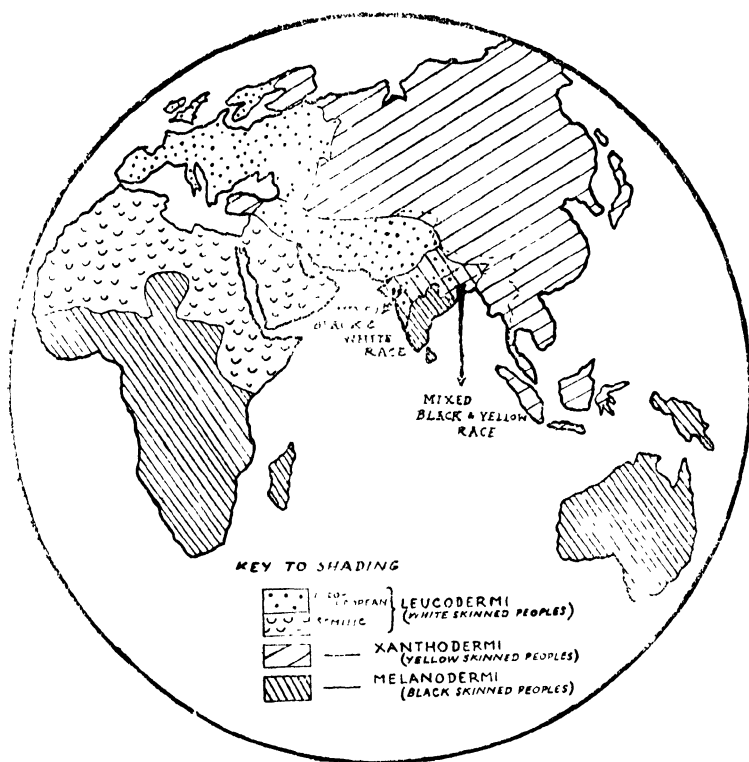 BLACK &
WHITE
RACE
MIXED
BLACK & YELLOW
RACE
KEY TO SHADING
LEUCODERMI
(WHITE SKINNED PEOPLES)
SEMITIC
XANTHODERMI
(YELLOW SKINNED PEOPLES)
MELANODERMI
(BLACK SKINNED PEOPLES)